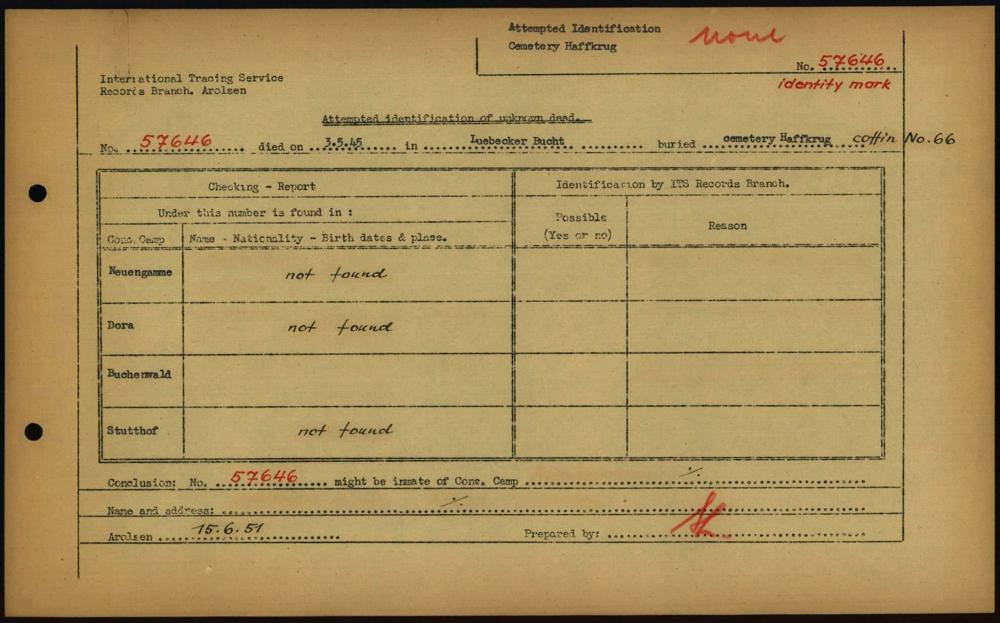 Attempted Identification
Cemetery Haffkrug
none
No. 57646
identity mark
International Tracing Service
Records Branch. Arolsen
Attempted identification of unknown dead.
No. 57646 died on 3.5.45 in Luebecker Bucht buried cemetery Haffkrug coffin No. 66
Checking - Report
Identification by ITS Records Branch.
Under this number is found in :
Possible
(Yes or no)
Reason
Conc. Camp
Name - Nationality - Birth dates & place.
Neuengamme
not found
Dora
not found
Buchenwald
Stutthof
not found
Conclusion: No. 57646 might be inmate of Conc. Camp ./.
Name and address: ./.
Arolsen 15.6.51
Prepared by: